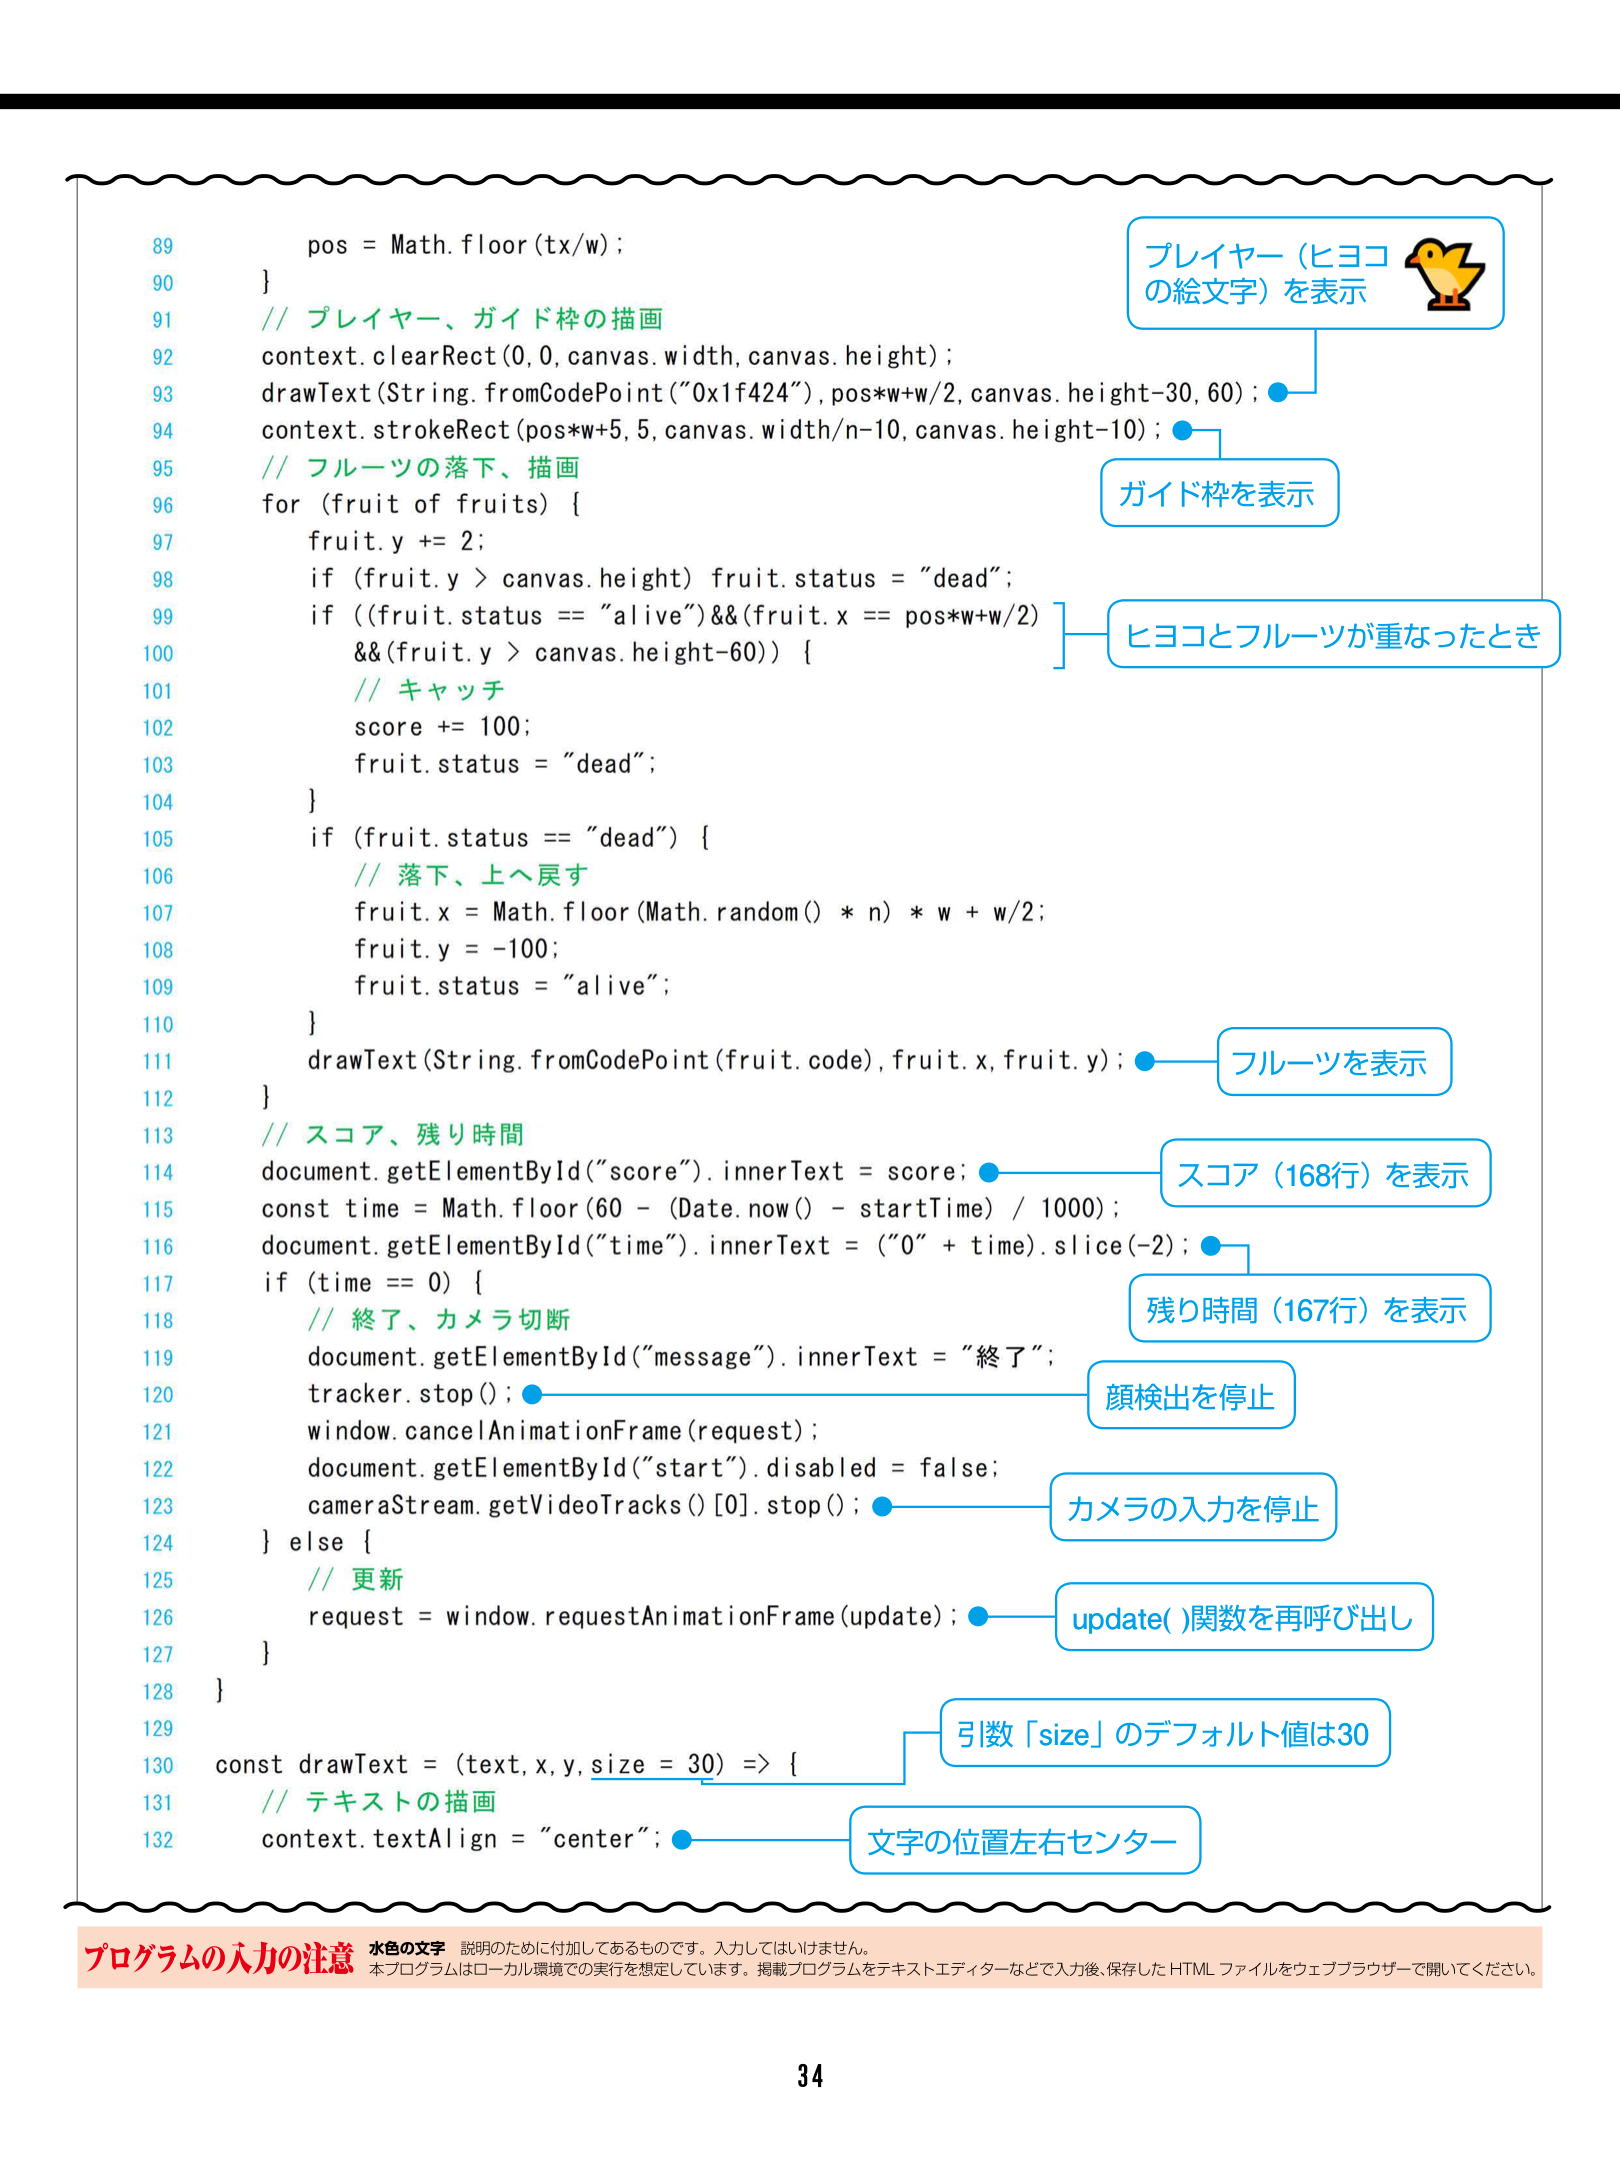 89 pos = Math.floor(tx/w);
プレイヤー（ヒヨコ
の絵文字）を表示
90 }
91 // プレイヤー、ガイド枠の描画
92 context.clearRect(0,0,canvas.width,canvas.height);
93 drawText(String.fromCodePoint("0x1f424"),pos*w+w/2,canvas.height-30,60);
94 context.strokeRect(pos*w+5,5,canvas.width/n-10,canvas.height-10);
ガイド枠を表示
95 // フルーツの落下、描画
96 for (fruit of fruits) {
97 fruit.y += 2;
98 if (fruit.y > canvas.height) fruit.status = "dead";
99 if ((fruit.status == "alive")&&(fruit.x == pos*w+w/2)
100 &&(fruit.y > canvas.height-60)) {
ヒヨコとフルーツが重なったとき
101 // キャッチ
102 score += 100;
103 fruit.status = "dead";
104 }
105 if (fruit.status == "dead") {
106 // 落下、上へ戻す
107 fruit.x = Math.floor(Math.random() * n) * w + w/2;
108 fruit.y = -100;
109 fruit.status = "alive";
110 }
111 drawText(String.fromCodePoint(fruit.code),fruit.x,fruit.y);
フルーツを表示
112 }
113 // スコア、残り時間
114 document.getElementById("score").innerText = score;
スコア（168行）を表示
115 const time = Math.floor(60 - (Date.now() - startTime) / 1000);
116 document.getElementById("time").innerText = ("0" + time).slice(-2);
残り時間（167行）を表示
117 if (time == 0) {
118 // 終了、カメラ切断
119 document.getElementById("message").innerText = "終了";
120 tracker.stop();
顔検出を停止
121 window.cancelAnimationFrame(request);
122 document.getElementById("start").disabled = false;
123 cameraStream.getVideoTracks()[0].stop();
カメラの入力を停止
124 } else {
125 // 更新
126 request = window.requestAnimationFrame(update);
update( )関数を再呼び出し
127 }
128 }
129
引数「size」のデフォルト値は30
130 const drawText = (text,x,y,size = 30) => {
131 // テキストの描画
132 context.textAlign = "center";
文字の位置左右センター
プログラムの入力の注意
水色の文字 説明のために付加してあるものです。入力してはいけません。
本プログラムはローカル環境での実行を想定しています。掲載プログラムをテキストエディターなどで入力後、保存した HTML ファイルをウェブブラウザーで開いてください。
34